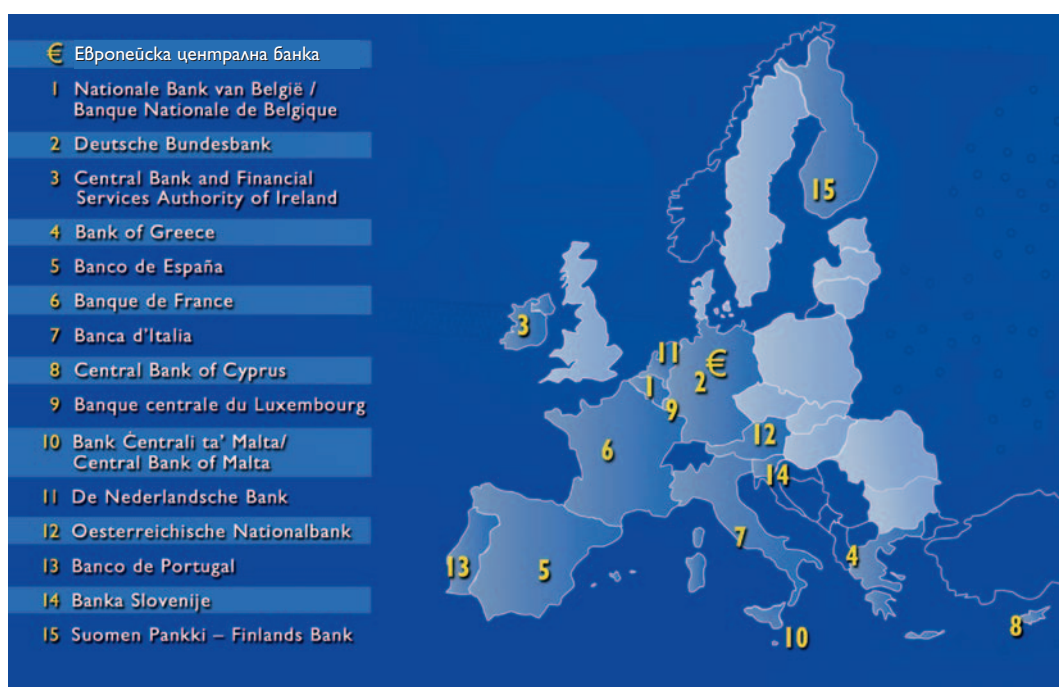 € Европейска централна банка
1 Nationale Bank van België /
Banque Nationale de Belgique
2 Deutsche Bundesbank
3 Central Bank and Financial
Services Authority of Ireland
4 Bank of Greece
5 Banco de España
6 Banque de France
7 Banca d'Italia
8 Central Bank of Cyprus
9 Banque centrale du Luxembourg
10 Bank Ċentrali ta' Malta/
Central Bank of Malta
11 De Nederlandsche Bank
12 Oesterreichische Nationalbank
13 Banco de Portugal
14 Banka Slovenije
15 Suomen Pankki – Finlands Bank
15
3
11
€
1
2
9
12
6
14
7
4
13
5
8
10